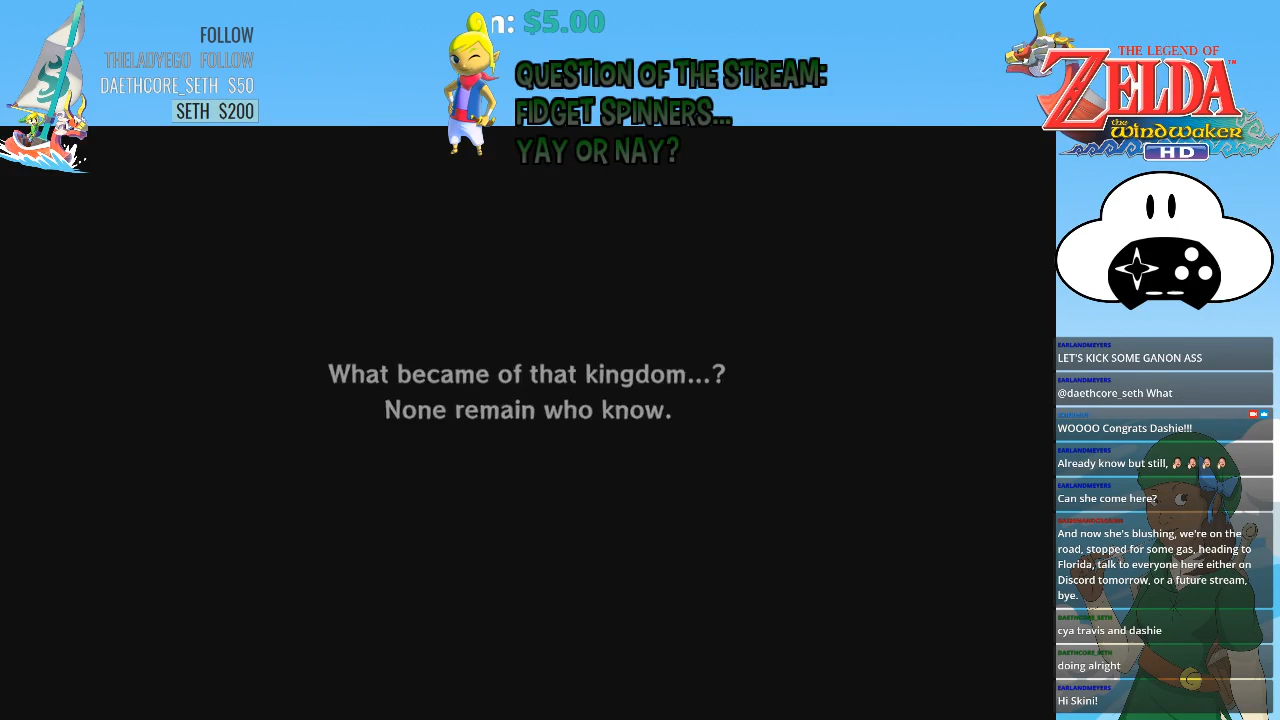 FOLLOW
THELADYEGO FOLLOW
DAETHCORE_SETH $50
SETH $200
n: $5.00
QUESTION OF THE STREAM:
FIDGET SPINNERS...
YAY OR NAY?
THE LEGEND OF
ZELDA™
the WindWaker
HD
What became of that kingdom...?
None remain who know.
EARLANDMEYERS
LET'S KICK SOME GANON ASS
EARLANDMEYERS
@daethcore_seth What
WOOOO Congrats Dashie!!!
EARLANDMEYERS
Already know but still,
EARLANDMEYERS
Can she come here?
And now she's blushing, we're on the
road, stopped for some gas, heading to
Florida, talk to everyone here either on
Discord tomorrow, or a future stream,
bye.
DAETHCORE_SETH
cya travis and dashie
DAETHCORE_SETH
doing alright
EARLANDMEYERS
Hi Skini!